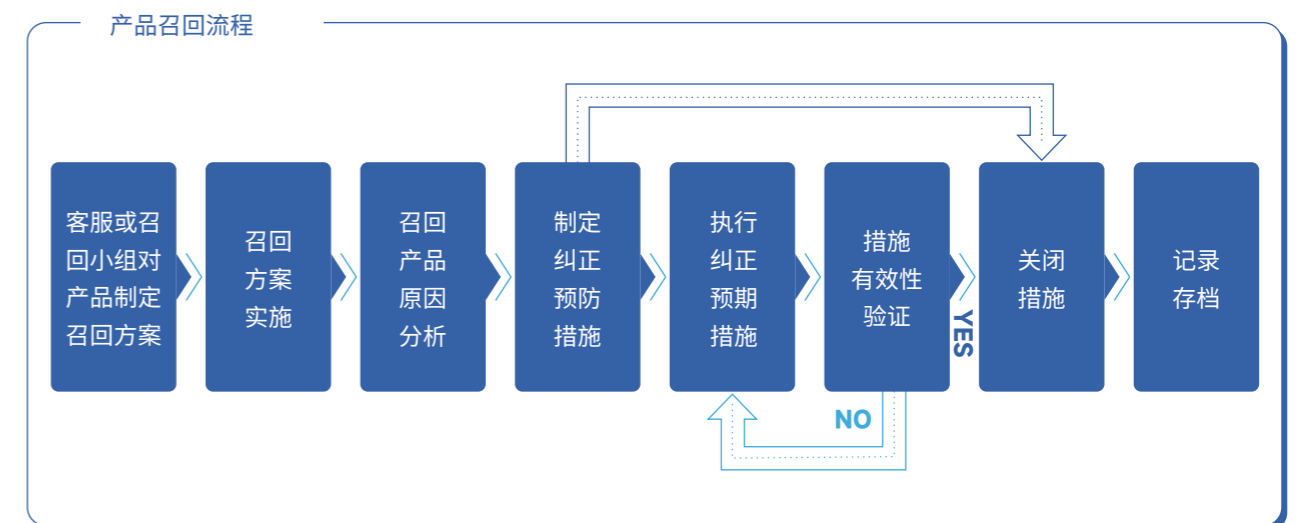 产品召回流程
客服或召
回小组对
产品制定
召回方案
召回
方案
实施
召回
产品
原因
分析
制定
纠正
预防
措施
执行
纠正
预期
措施
措施
有效性
验证
YES
NO
关闭
措施
记录
存档